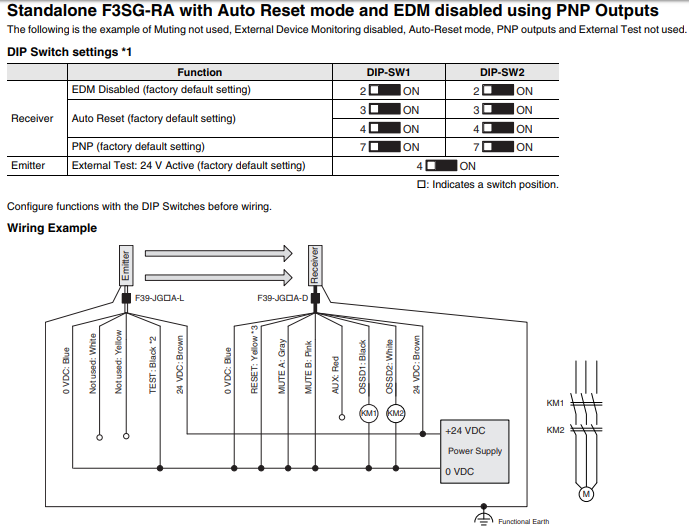 Standalone F3SG-RA with Auto Reset mode and EDM disabled using PNP Outputs
The following is the example of Muting not used, External Device Monitoring disabled, Auto-Reset mode, PNP outputs and External Test not used.
DIP Switch settings *1
Function DIP-SW1 DIP-SW2
Receiver
EDM Disabled (factory default setting) 2 ON 2 ON
Auto Reset (factory default setting) 3 ON 3 ON
4 ON 4 ON
PNP (factory default setting) 7 ON 7 ON
Emitter External Test: 24 V Active (factory default setting) 4 ON
□: Indicates a switch position.
Configure functions with the DIP Switches before wiring.
Wiring Example
Emitter
Receiver
F39-JG□A-L
F39-JG□A-D
0 VDC: Blue
Not used: White
Not used: Yellow
TEST: Black *2
24 VDC: Brown
0 VDC: Blue
RESET: Yellow *3
MUTE A: Gray
MUTE B: Pink
AUX: Red
OSSD1: Black
OSSD2: White
24 VDC: Brown
KM1
KM2
+24 VDC
Power Supply
0 VDC
KM1
KM2
M
Functional Earth